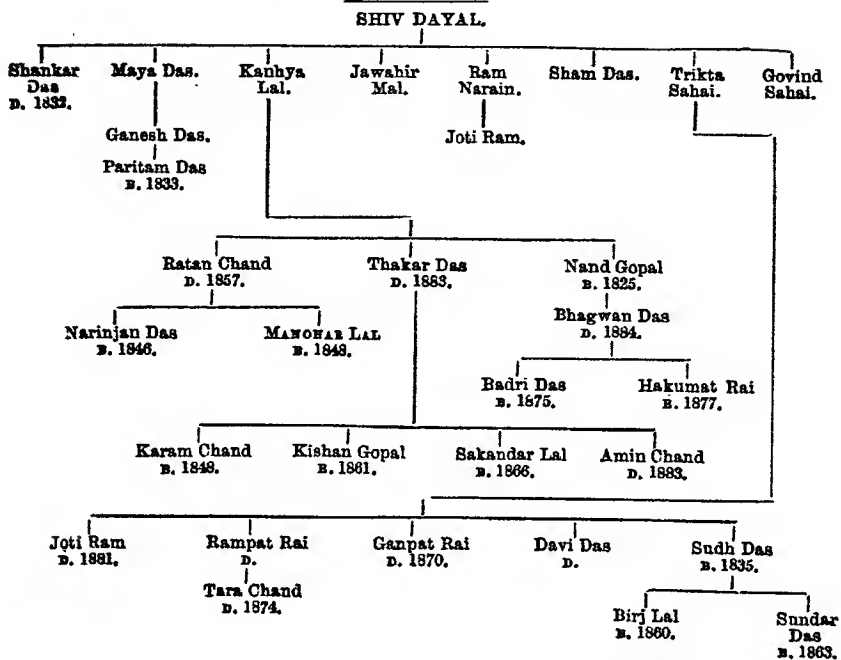 SHIV DAYAL.
Shankar Das D. 1832.
Maya Das.
Kanhya Lal.
Jawahir Mal.
Ram Narain.
Sham Das.
Trikta Sahai.
Govind Sahai.
Ganesh Das.
Joti Ram.
Paritam Das B. 1833.
Ratan Chand D. 1857.
Thakar Das D. 1883.
Nand Gopal B. 1825.
Narinjan Das B. 1846.
MANOHAR LAL B. 1848.
Bhagwan Das D. 1884.
Badri Das B. 1875.
Hakumat Rai B. 1877.
Karam Chand B. 1848.
Kishan Gopal B. 1861.
Sakandar Lal B. 1866.
Amin Chand D. 1883.
Joti Ram D. 1881.
Rampat Rai D.
Ganpat Rai D. 1870.
Davi Das D.
Sudh Das B. 1835.
Tara Chand D. 1874.
Birj Lal B. 1860.
Sundar Das B. 1863.